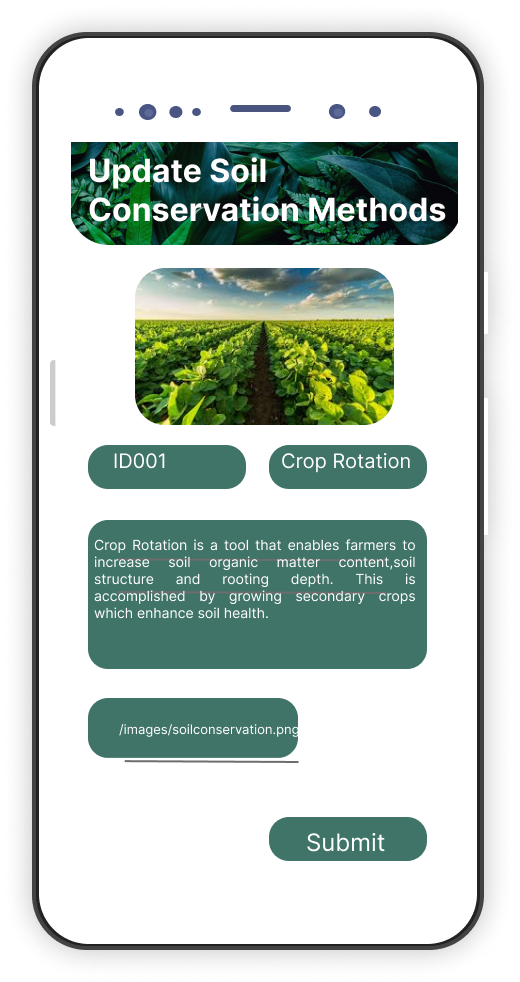 Update Soil
Conservation Methods
ID001
Crop Rotation
Crop Rotation is a tool that enables farmers to
increase soil organic matter content,soil
structure and rooting depth. This is
accomplished by growing secondary crops
which enhance soil health.
/images/soilconservation.png
Submit